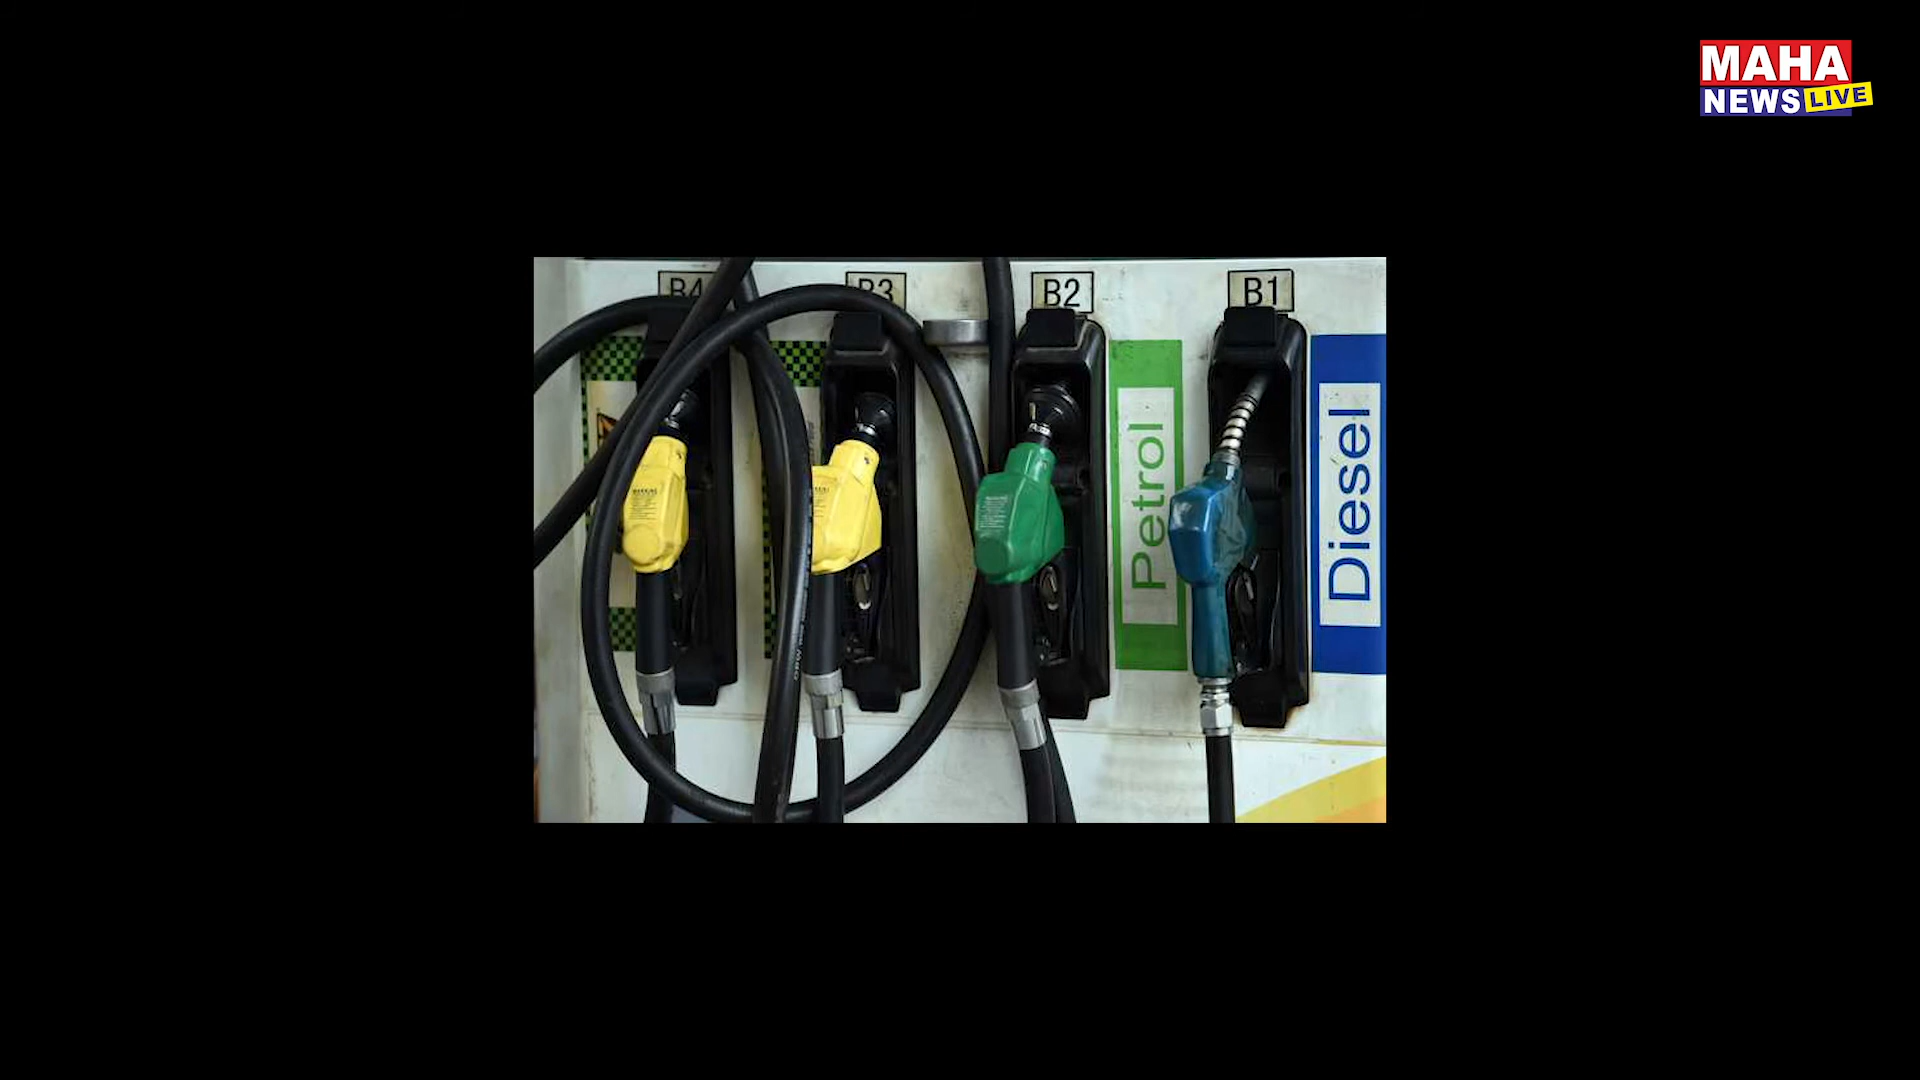 MAHA
NEWS LIVE
B4
B3
B2
B1
Petrol
Diesel